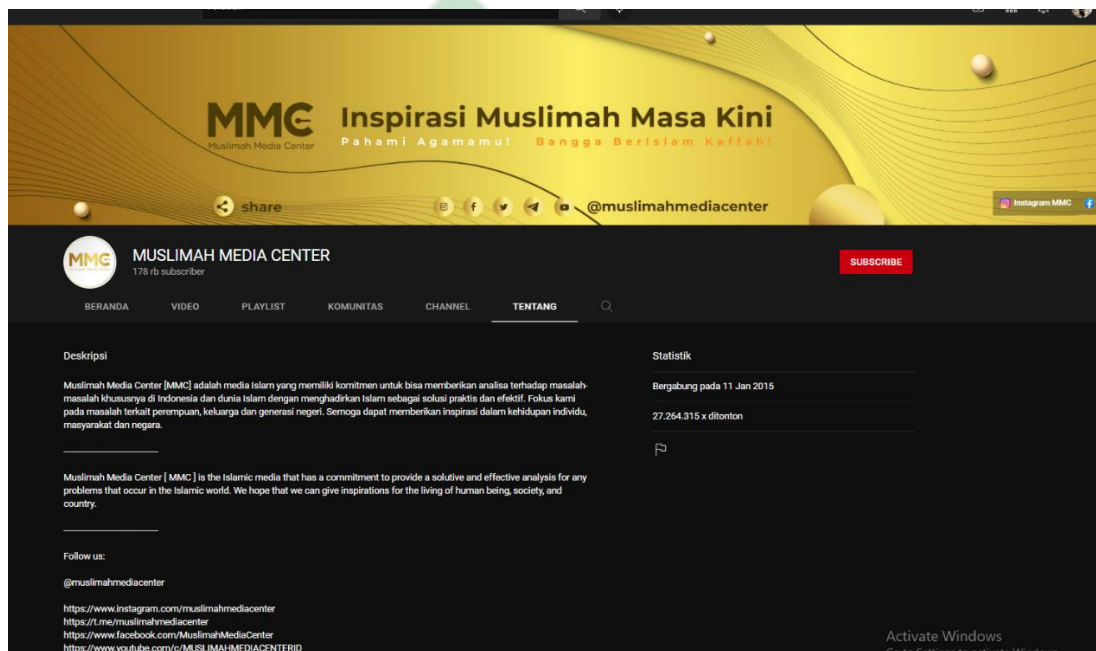 MMC
Muslimah Media Center
Inspirasi Muslimah Masa Kini
Pahami Agamamu! Bangga Berislam Kaffah!
share
@muslimahmediacenter
Instagram MMC
MMC
MUSLIMAH MEDIA CENTER
178 rb subscriber
SUBSCRIBE
BERANDA VIDEO PLAYLIST KOMUNITAS CHANNEL TENTANG
Deskripsi
Muslimah Media Center [MMC] adalah media Islam yang memiliki komitmen untuk bisa memberikan analisa terhadap masalah-
masalah khususnya di Indonesia dan dunia Islam dengan menghadirkan Islam sebagai solusi praktis dan efektif. Fokus kami
pada masalah terkait perempuan, keluarga dan generasi negeri. Semoga dapat memberikan inspirasi dalam kehidupan individu,
masyarakat dan negara.
Muslimah Media Center [ MMC ] is the Islamic media that has a commitment to provide a solutive and effective analysis for any
problems that occur in the Islamic world. We hope that we can give inspirations for the living of human being, society, and
country.
Follow us:
@muslimahmediacenter
https://www.instagram.com/muslimahmediacenter
https://t.me/muslimahmediacenter
https://www.facebook.com/MuslimahMediaCenter
https://www.youtube.com/c/MUSLIMAHMEDIACENTERID
Statistik
Bergabung pada 11 Jan 2015
27.264.315 x ditonton
Activate Windows